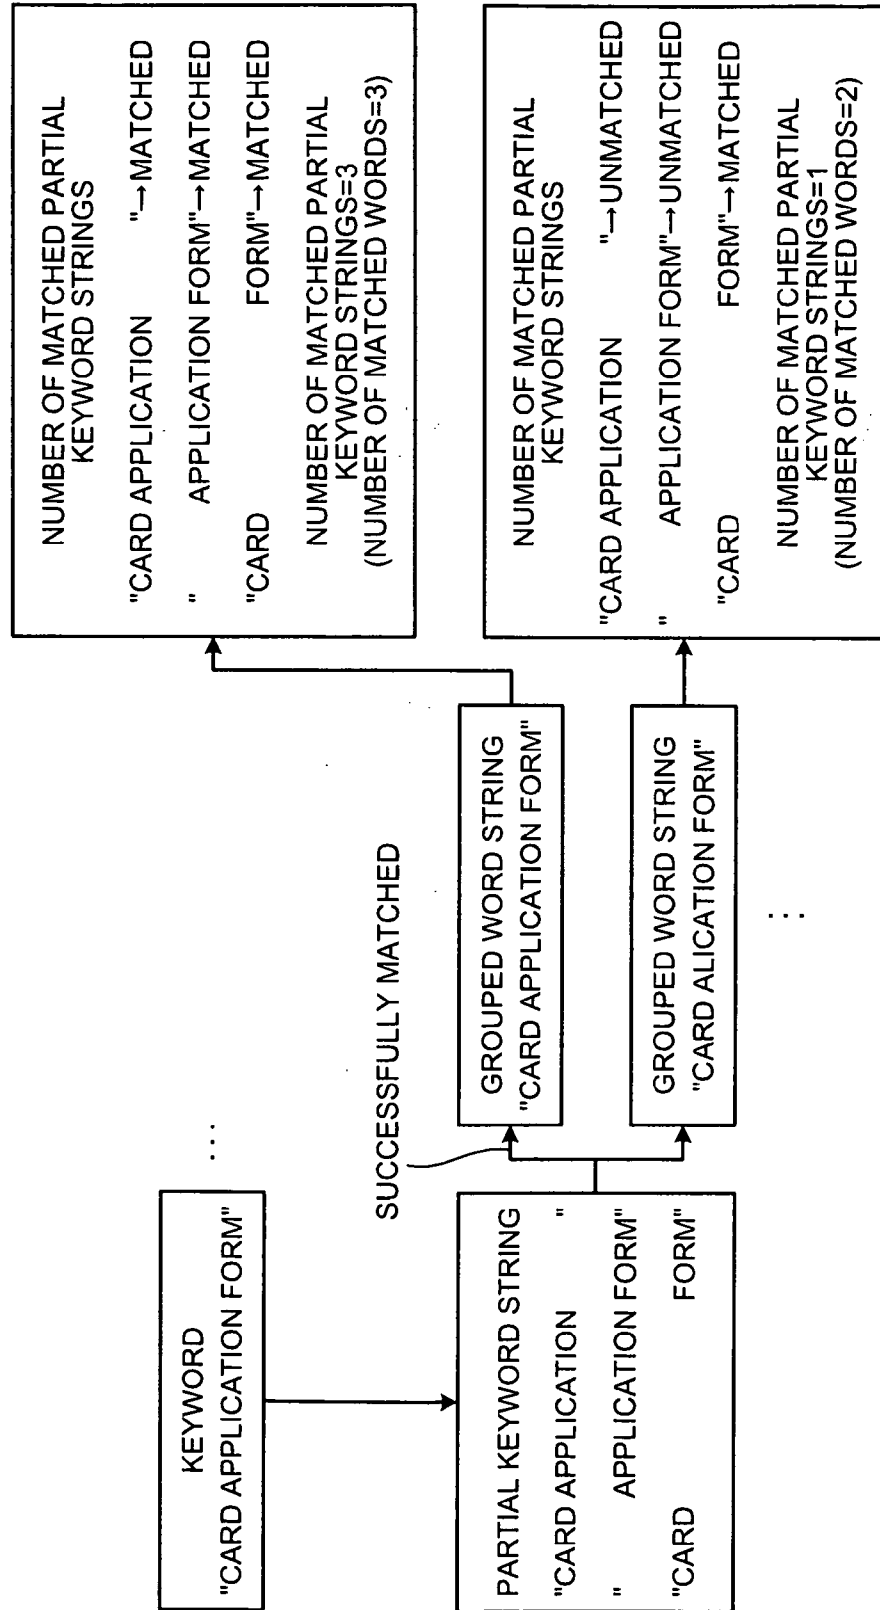 KEYWORD
"CARD APPLICATION FORM"
...
PARTIAL KEYWORD STRING
"CARD APPLICATION "
" APPLICATION FORM"
"CARD FORM"
SUCCESSFULLY MATCHED
GROUPED WORD STRING
"CARD APPLICATION FORM"
GROUPED WORD STRING
"CARD ALICATION FORM"
...
NUMBER OF MATCHED PARTIAL
KEYWORD STRINGS
"CARD APPLICATION "→MATCHED
" APPLICATION FORM"→MATCHED
"CARD FORM"→MATCHED
NUMBER OF MATCHED PARTIAL
KEYWORD STRINGS=3
(NUMBER OF MATCHED WORDS=3)
NUMBER OF MATCHED PARTIAL
KEYWORD STRINGS
"CARD APPLICATION "→UNMATCHED
" APPLICATION FORM"→UNMATCHED
"CARD FORM"→MATCHED
NUMBER OF MATCHED PARTIAL
KEYWORD STRINGS=1
(NUMBER OF MATCHED WORDS=2)